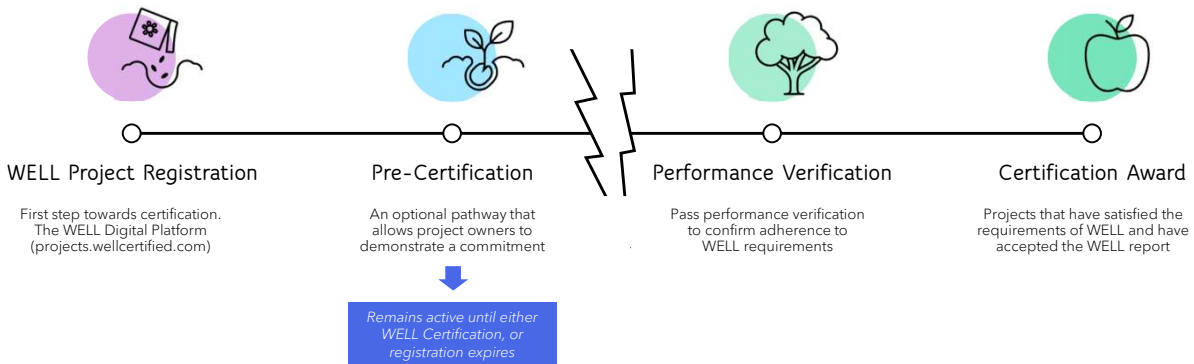 WELL Project Registration
First step towards certification.
The WELL Digital Platform
(projects.wellcertified.com)
Pre-Certification
An optional pathway that
allows project owners to
demonstrate a commitment
Remains active until either
WELL Certification, or
registration expires
Performance Verification
Pass performance verification
to confirm adherence to
WELL requirements
Certification Award
Projects that have satisfied the
requirements of WELL and have
accepted the WELL report